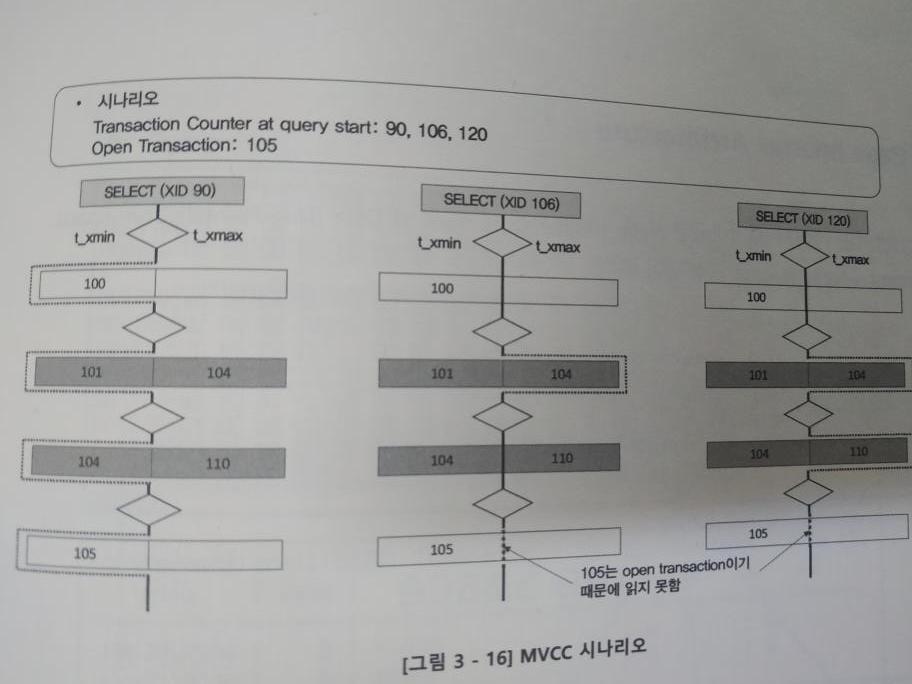 • 시나리오
Transaction Counter at query start: 90, 106, 120
Open Transaction: 105
SELECT (XID 90)
t_xmin t_xmax
100
101 104
104 110
105
SELECT (XID 106)
t_xmin t_xmax
100
101 104
104 110
105
SELECT (XID 120)
t_xmin t_xmax
100
101 104
104 110
105
105는 open transaction이기
때문에 읽지 못함
[그림 3 - 16] MVCC 시나리오